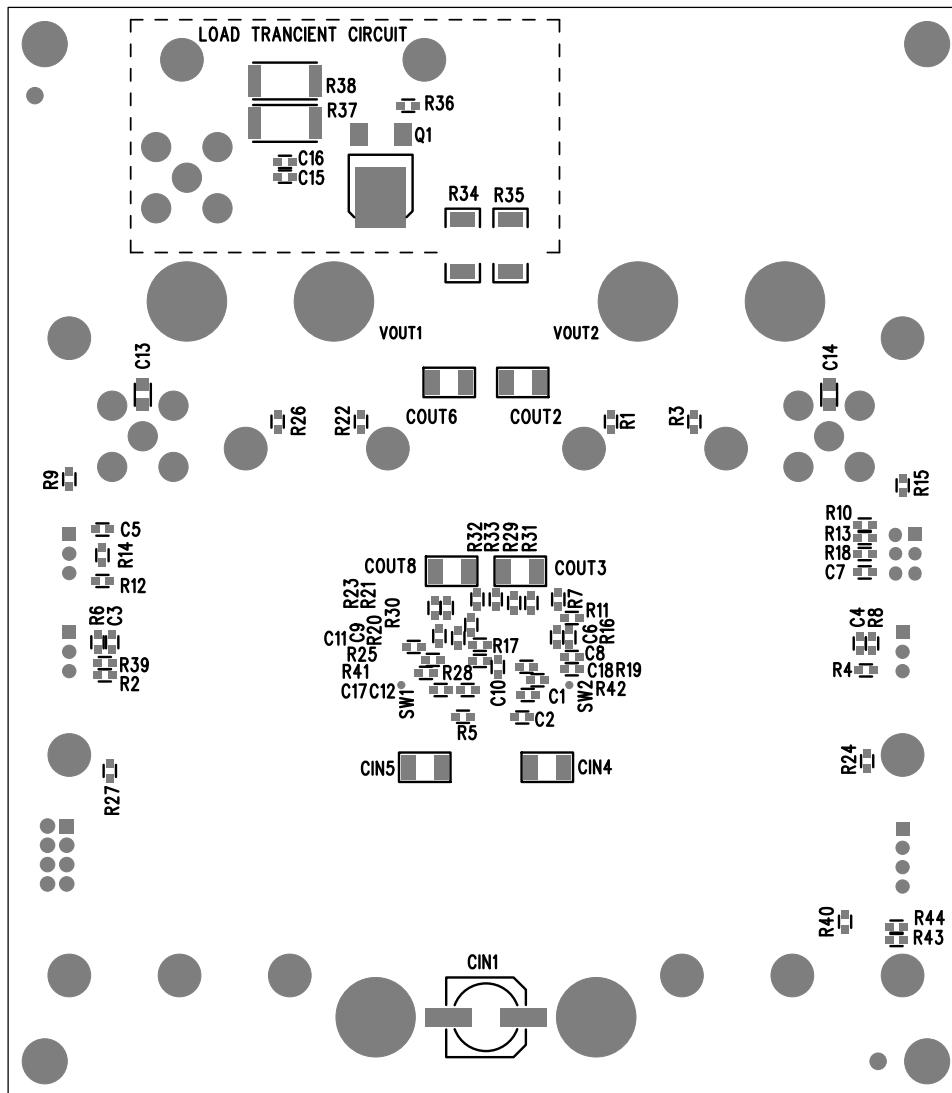 LOAD TRANCIENT CIRCUIT
R38
R36
R37
Q1
C16
C15
R34
R35
VOUT1
VOUT2
C13
C14
COUT6
COUT2
R26
R22
R1
R3
R9
R15
R10
C5
R13
R14
R18
R12
C7
R32
R33
R29
R31
COUT8
COUT3
R23
R21
R30
R7
R11
R6
C3
C11
C9
R20
R17
C6
R16
C4
R8
R25
C8
R39
R41
R28
C10
C18
R19
R4
R2
C17
C12
SW1
C1
SW2
R42
R5
C2
CIN5
CIN4
R24
R27
R40
R44
R43
CIN1